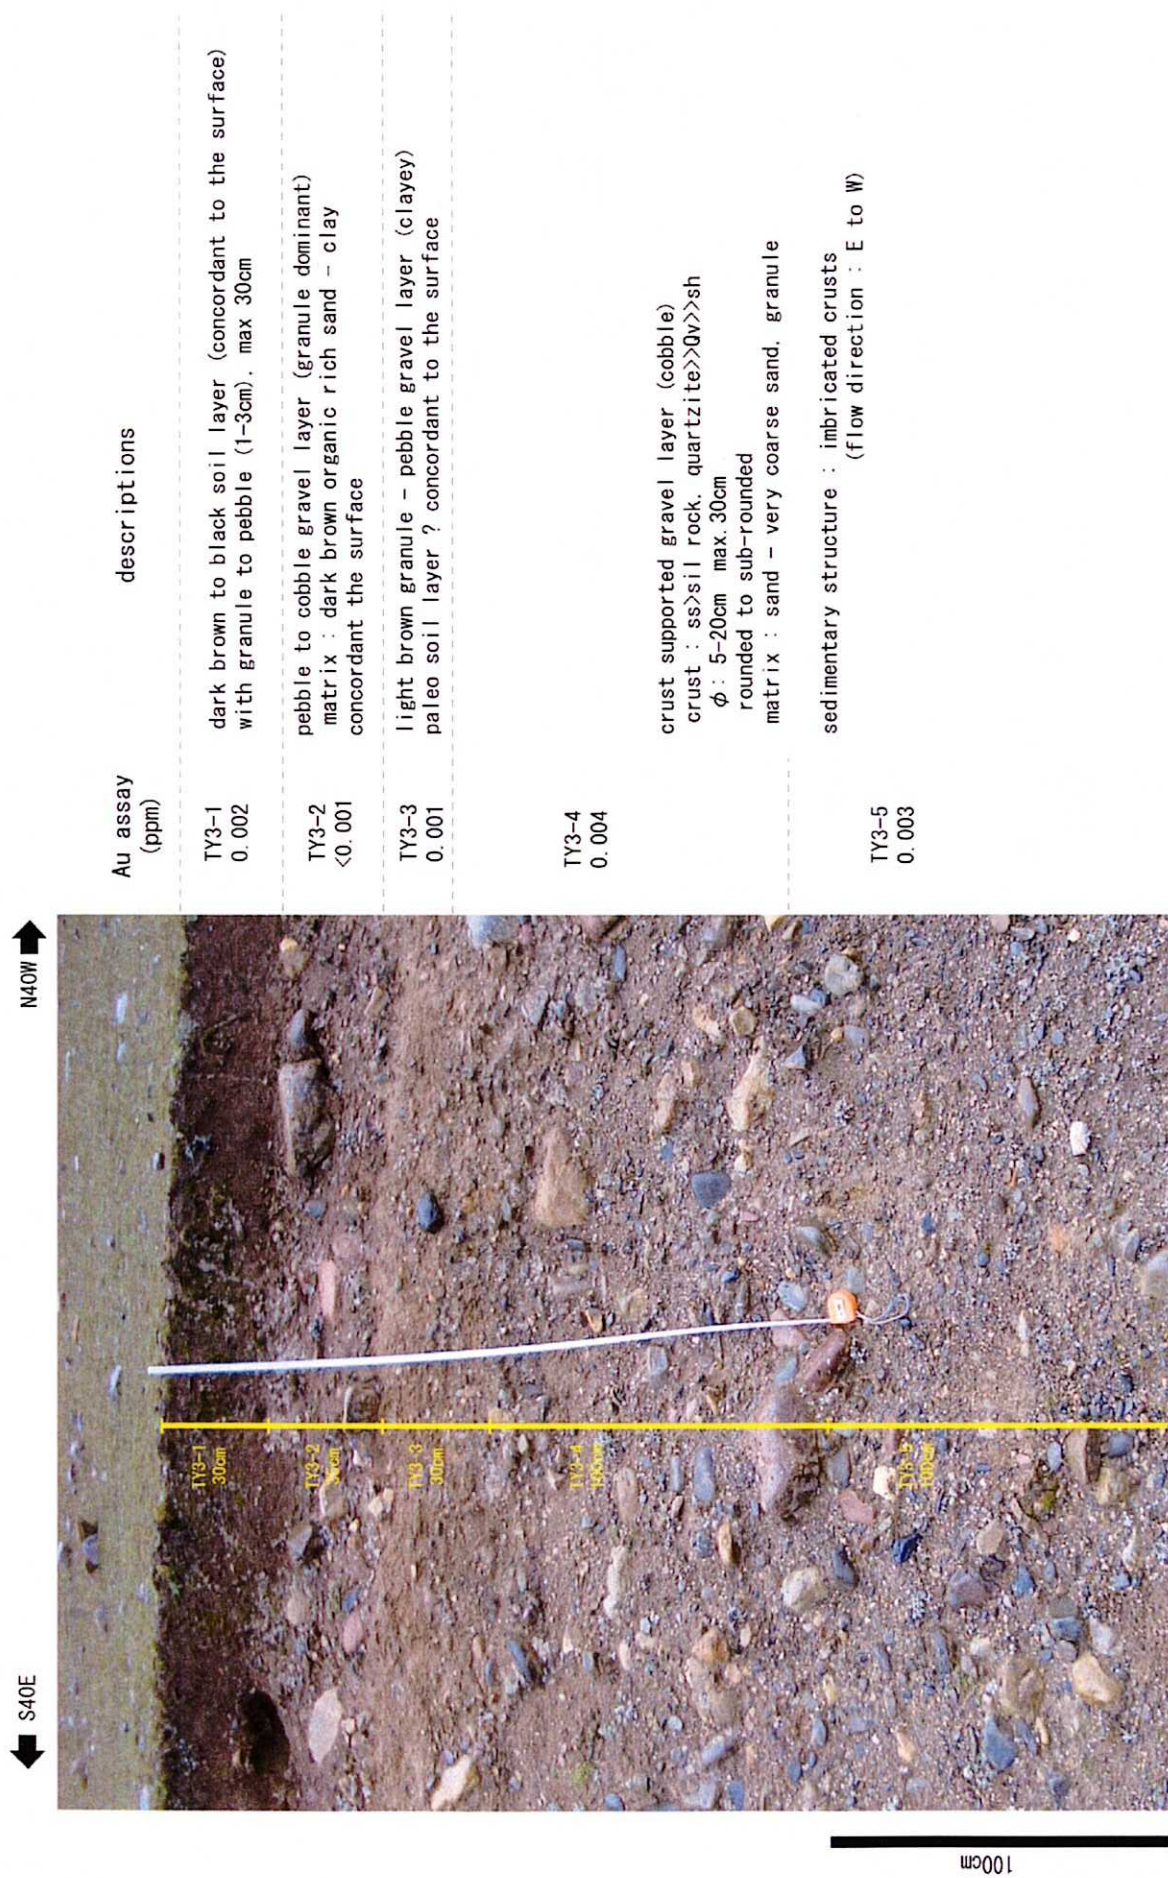 S40E
N40W
Au assay
(ppm)
descriptions
TY3-1
0.002
dark brown to black soil layer (concordant to the surface)
with granule to pebble (1-3cm), max 30cm
TY3-2
<0.001
pebble to cobble gravel layer (granule dominant)
matrix : dark brown organic rich sand - clay
concordant the surface
TY3-3
0.001
light brown granule - pebble gravel layer (clayey)
paleo soil layer ? concordant to the surface
TY3-4
0.004
crust supported gravel layer (cobble)
crust : ss>sil rock, quartzite>>Qv>>sh
φ: 5-20cm max.30cm
rounded to sub-rounded
matrix : sand - very coarse sand, granule
TY3-5
0.003
sedimentary structure : imbricated crusts
(flow direction : E to W)
TY3-1
30cm
TY3-2
30cm
TY3-3
30cm
TY3-4
100cm
TY3-5
100cm
100cm